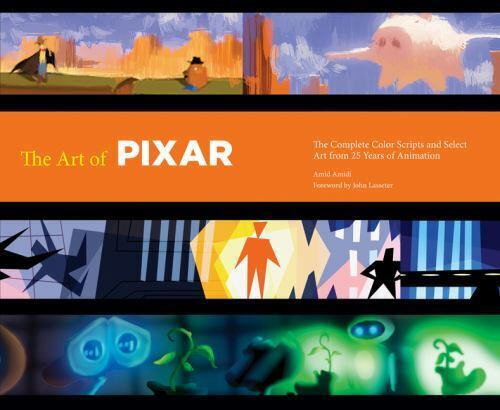 The Art of PIXAR
The Complete Color Scripts and Select
Art from 25 Years of Animation
Amid Amidi
Foreword by John Lasseter